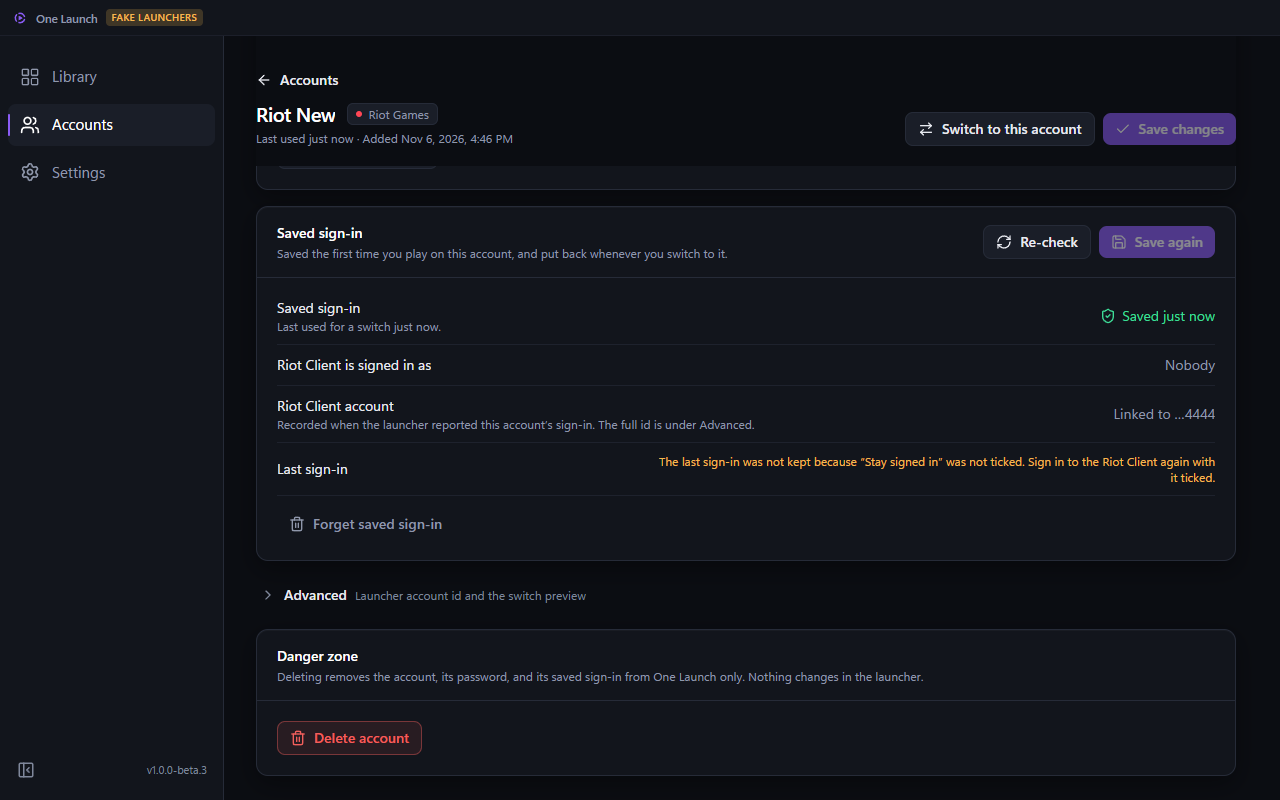 One Launch FAKE LAUNCHERS
Library
Accounts
Settings
Accounts
Riot New Riot Games
Last used just now · Added Nov 6, 2026, 4:46 PM
Switch to this account
Save changes
Saved sign-in
Saved the first time you play on this account, and put back whenever you switch to it.
Re-check
Save again
Saved sign-in
Last used for a switch just now.
Saved just now
Riot Client is signed in as
Nobody
Riot Client account
Recorded when the launcher reported this account's sign-in. The full id is under Advanced.
Linked to …4444
Last sign-in
The last sign-in was not kept because "Stay signed in" was not ticked. Sign in to the Riot Client again with
it ticked.
Forget saved sign-in
Advanced Launcher account id and the switch preview
Danger zone
Deleting removes the account, its password, and its saved sign-in from One Launch only. Nothing changes in the launcher.
Delete account
v1.0.0-beta.3